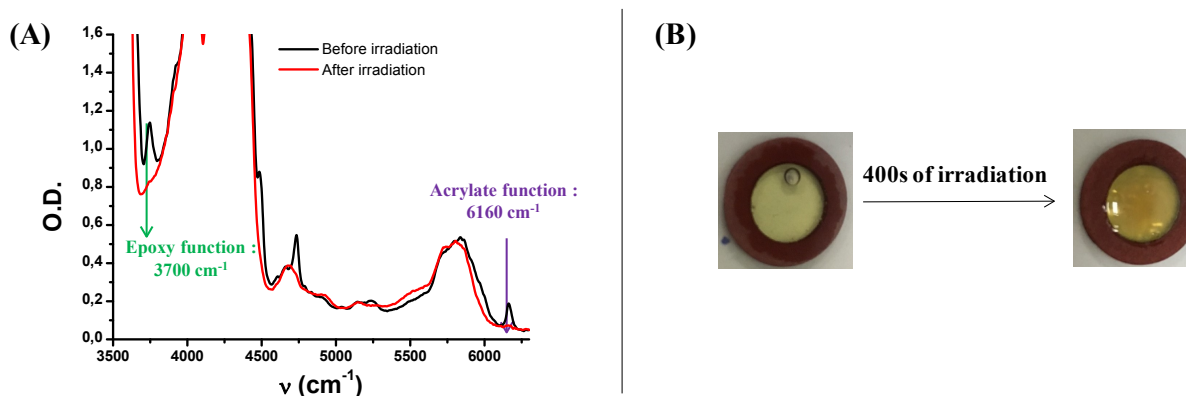 (A)
1,6
1,4
1,2
1,0
0,8
0,6
0,4
0,2
0,0
O.D.
Before irradiation
After irradiation
Acrylate function :
6160 cm⁻¹
Epoxy function :
3700 cm⁻¹
3500 4000 4500 5000 5500 6000
ν (cm⁻¹)
(B)
400s of irradiation